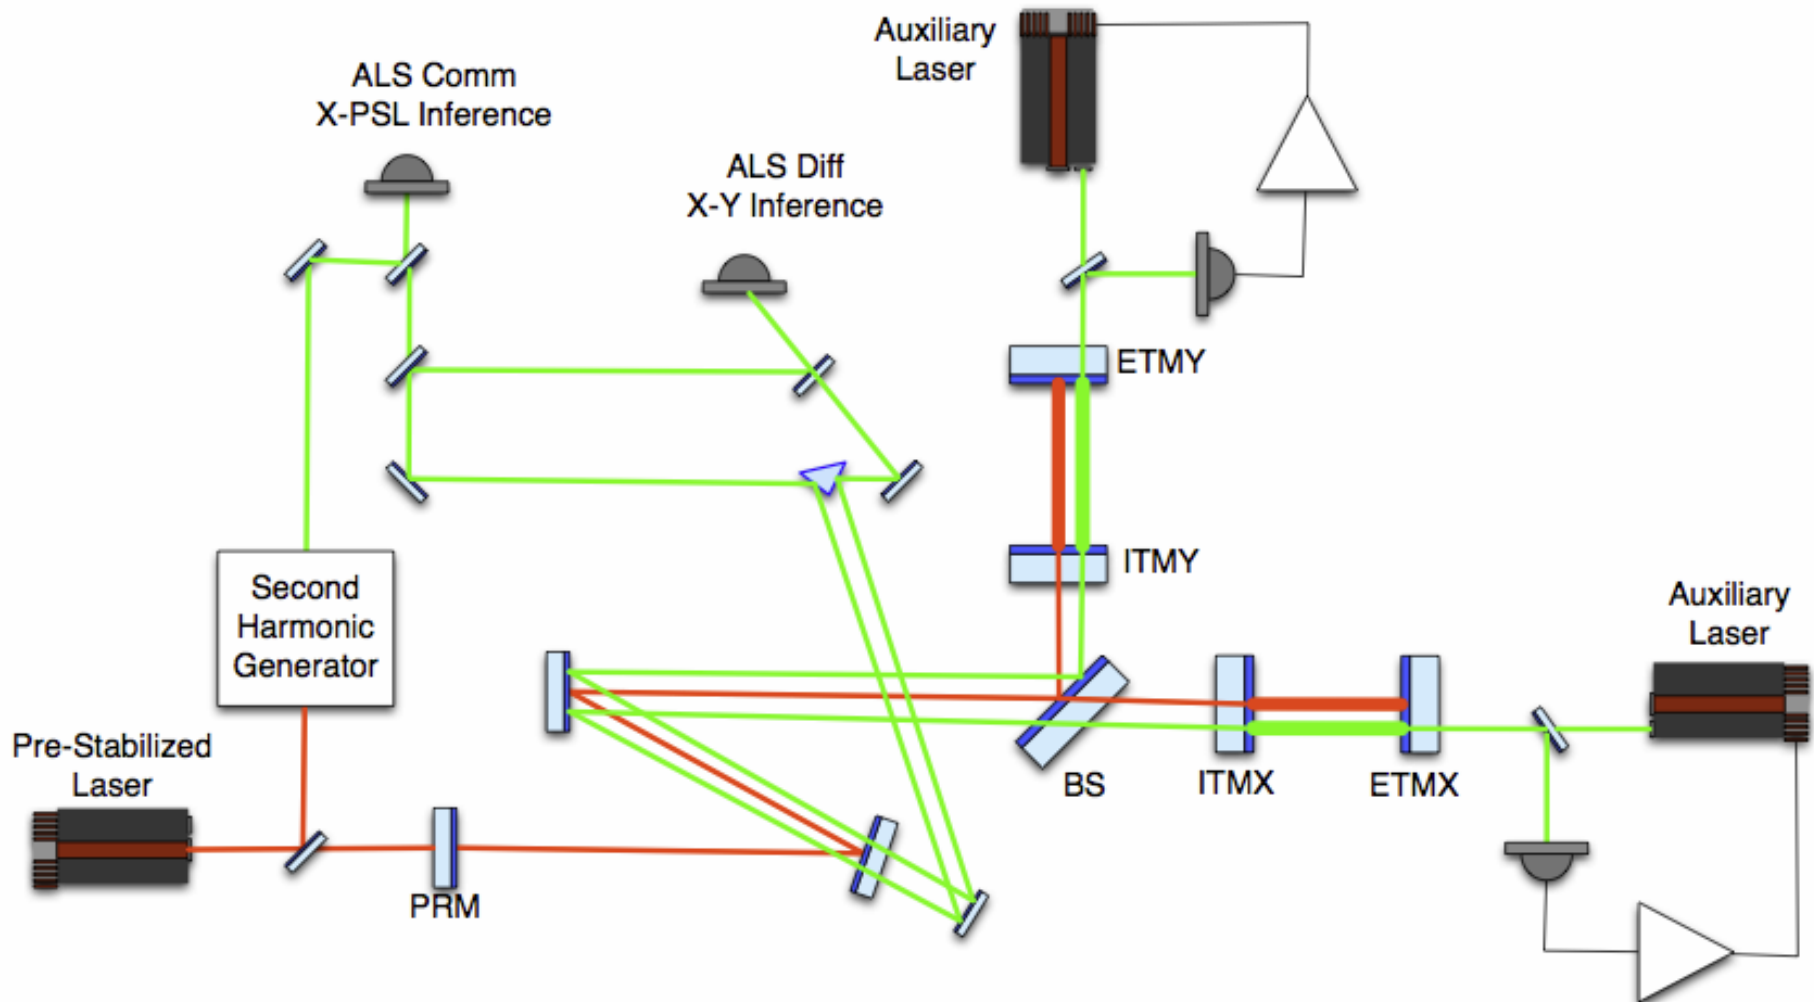 Auxiliary
Laser
ALS Comm
X-PSL Inference
ALS Diff
X-Y Inference
ETMY
ITMY
Second
Harmonic
Generator
Auxiliary
Laser
Pre-Stabilized
Laser
BS
ITMX
ETMX
PRM